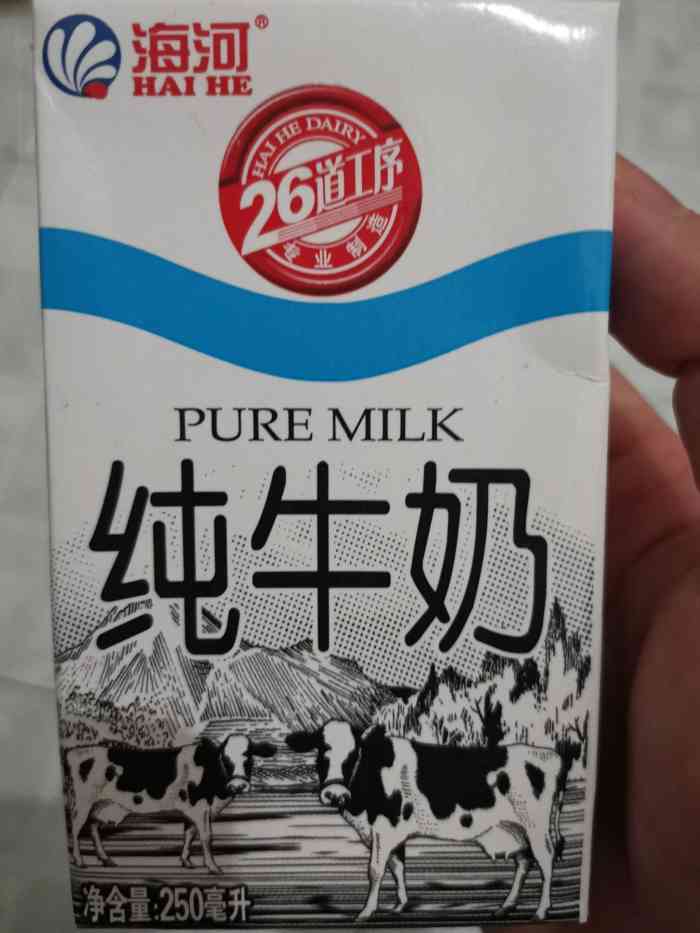 海河®
HAI HE
HAI HE DAIRY
26道工序
专业制造
PURE MILK
纯牛奶
净含量:250毫升